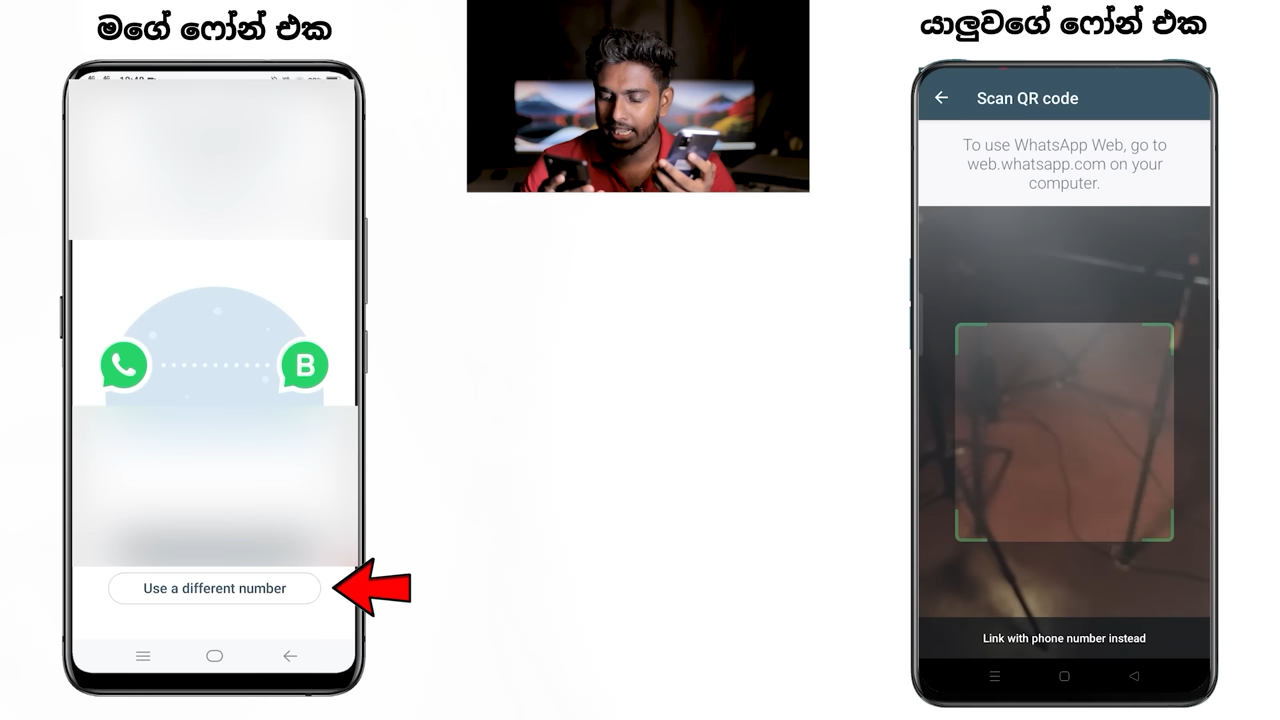 මගේ ෆෝන් එක
යාලුවගේ ෆෝන් එක
B
Use a different number
Scan QR code
To use WhatsApp Web, go to
web.whatsapp.com on your
computer.
Link with phone number instead